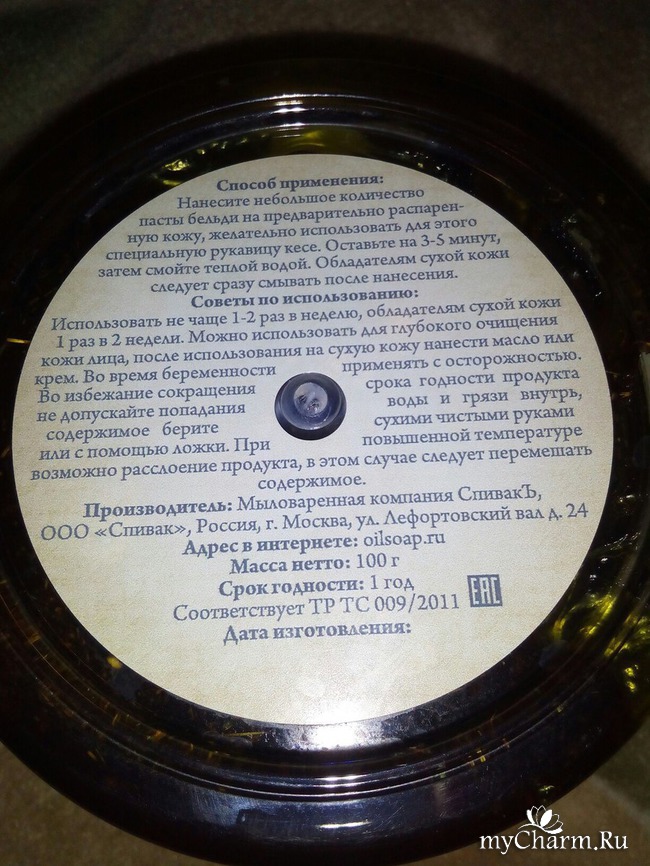 Способ применения:
Нанесите небольшое количество
пасты бельди на предварительно распарен-
ную кожу, желательно использовать для этого
специальную рукавицу кесе. Оставьте на 3-5 минут,
затем смойте теплой водой. Обладателям сухой кожи
следует сразу смывать после нанесения.
Советы по использованию:
Использовать не чаще 1-2 раз в неделю, обладателям сухой кожи
1 раз в 2 недели. Можно использовать для глубокого очищения
кожи лица, после использования на сухую кожу нанести масло или
крем. Во время беременности применять с осторожностью.
Во избежание сокращения срока годности продукта
не допускайте попадания воды и грязи внутрь,
содержимое берите сухими чистыми руками
или с помощью ложки. При повышенной температуре
возможно расслоение продукта, в этом случае следует перемешать
содержимое.
Производитель: Мыловаренная компания СпивакЪ,
ООО «Спивак», Россия, г. Москва, ул. Лефортовский вал д. 24
Адрес в интернете: oilsoap.ru
Масса нетто: 100 г
Срок годности: 1 год
Соответствует ТР ТС 009/2011 ЕАС
Дата изготовления:
myCharm.Ru